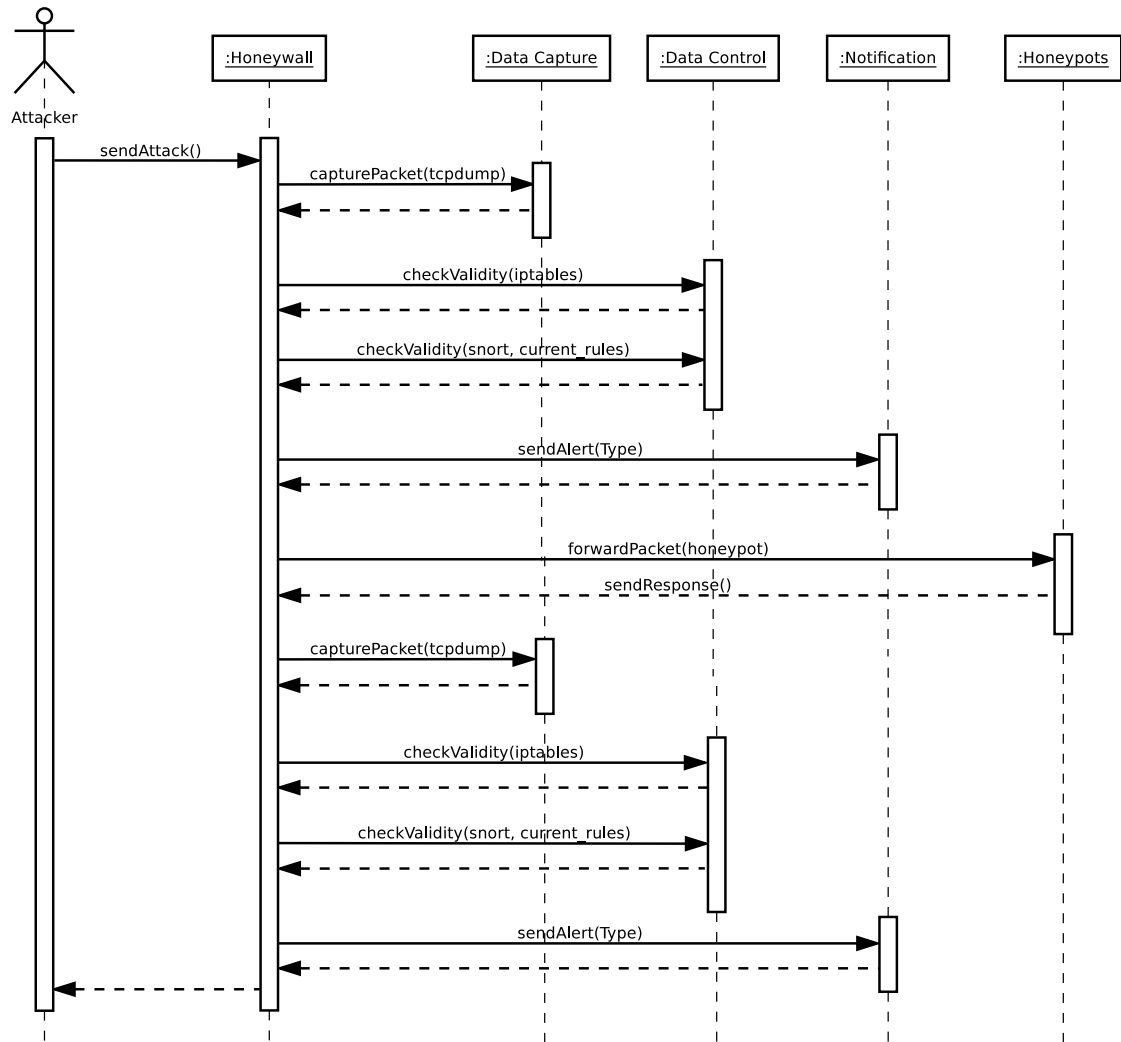 :Honeywall
:Data Capture
:Data Control
:Notification
:Honeypots
Attacker
sendAttack()
capturePacket(tcpdump)
checkValidity(iptables)
checkValidity(snort, current_rules)
sendAlert(Type)
forwardPacket(honeypot)
sendResponse()
capturePacket(tcpdump)
checkValidity(iptables)
checkValidity(snort, current_rules)
sendAlert(Type)